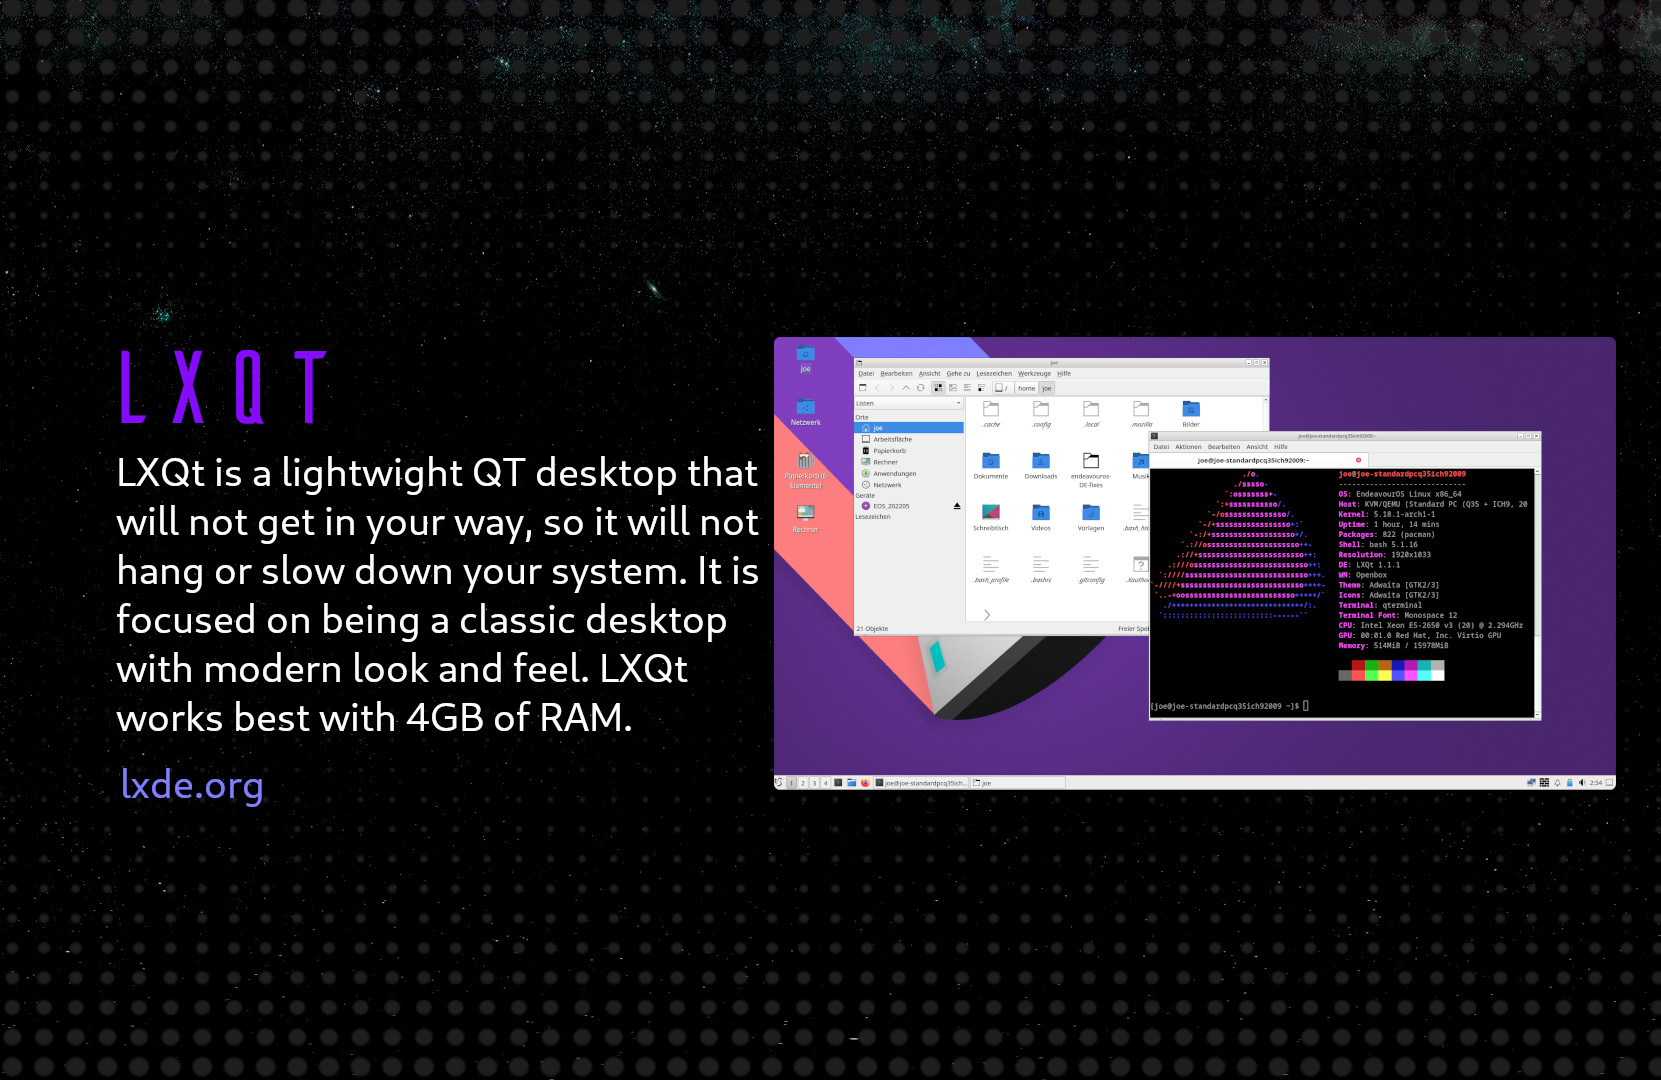 LXQT
LXQt is a lightwight QT desktop that
will not get in your way, so it will not
hang or slow down your system. It is
focused on being a classic desktop
with modern look and feel. LXQt
works best with 4GB of RAM.
lxde.org
joe
Netzwerk
Papierkorb (6
Elemente)
Rechner
joe
Datei Bearbeiten Ansicht Gehe zu Lesezeichen Werkzeuge Hilfe
/ home joe
Listen
Orte
joe
Arbeitsfläche
Papierkorb
Rechner
Anwendungen
Netzwerk
Geräte
EOS_202205
Lesezeichen
.cache .config .local .mozilla Bilder
Dokumente Downloads endeavouros-
DE-fixes
Musik
Schreibtisch Videos Vorlagen
.bash_profile .bashrc .gitconfig
21 Objekte
joe@joe-standardpcq35ich92009:~
Datei Aktionen Bearbeiten Ansicht Hilfe
joe@joe-standardpcq35ich92009:~
joe@joe-standardpcq35ich92009
-----------------------------
OS: EndeavourOS Linux x86_64
Host: KVM/QEMU (Standard PC (Q35 + ICH9, 20
Kernel: 5.18.1-arch1-1
Uptime: 1 hour, 14 mins
Packages: 822 (pacman)
Shell: bash 5.1.16
Resolution: 1920x1033
DE: LXQt 1.1.1
WM: Openbox
Theme: Adwaita [GTK2/3]
Icons: Adwaita [GTK2/3]
Terminal: qterminal
Terminal Font: Monospace 12
CPU: Intel Xeon E5-2650 v3 (20) @ 2.294GHz
GPU: 00:01.0 Red Hat, Inc. Virtio GPU
Memory: 514MiB / 15978MiB
[joe@joe-standardpcq35ich92009 ~]$
1 2 3 4 joe@joe-standardpcq35ich... joe 2:54